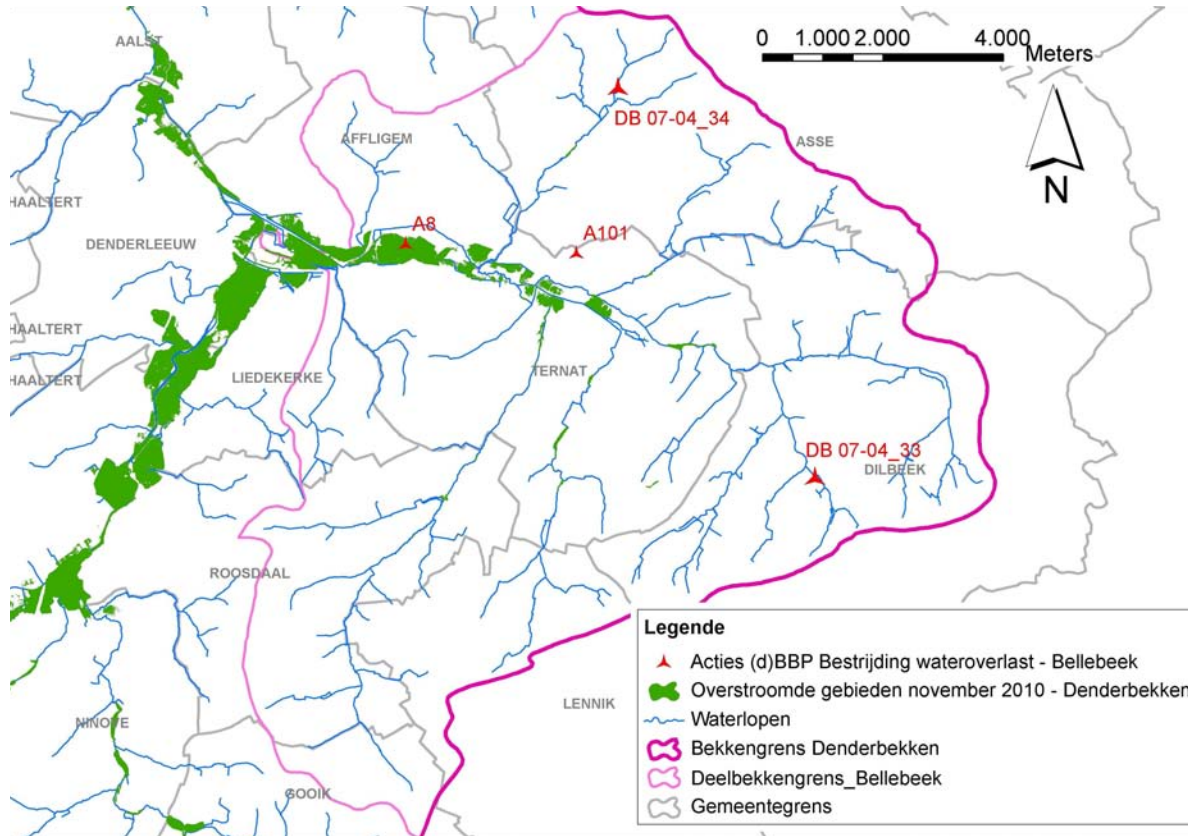 AALST
0 1.000 2.000 4.000
Meters
DB 07-04_34
AFFLIGEM
ASSE
N
HAALTERT
A8
A101
DENDERLEEUW
HAALTERT
HAALTERT
LIEDEKERKE
TERNAT
DB 07-04_33
DILBEEK
ROOSDAAL
LENNIK
NINOVE
GOOIK
Legende
Acties (d)BBP Bestrijding wateroverlast - Bellebeek
Overstroomde gebieden november 2010 - Denderbekken
Waterlopen
Bekkengrens Denderbekken
Deelbekkengrens_Bellebeek
Gemeentegrens